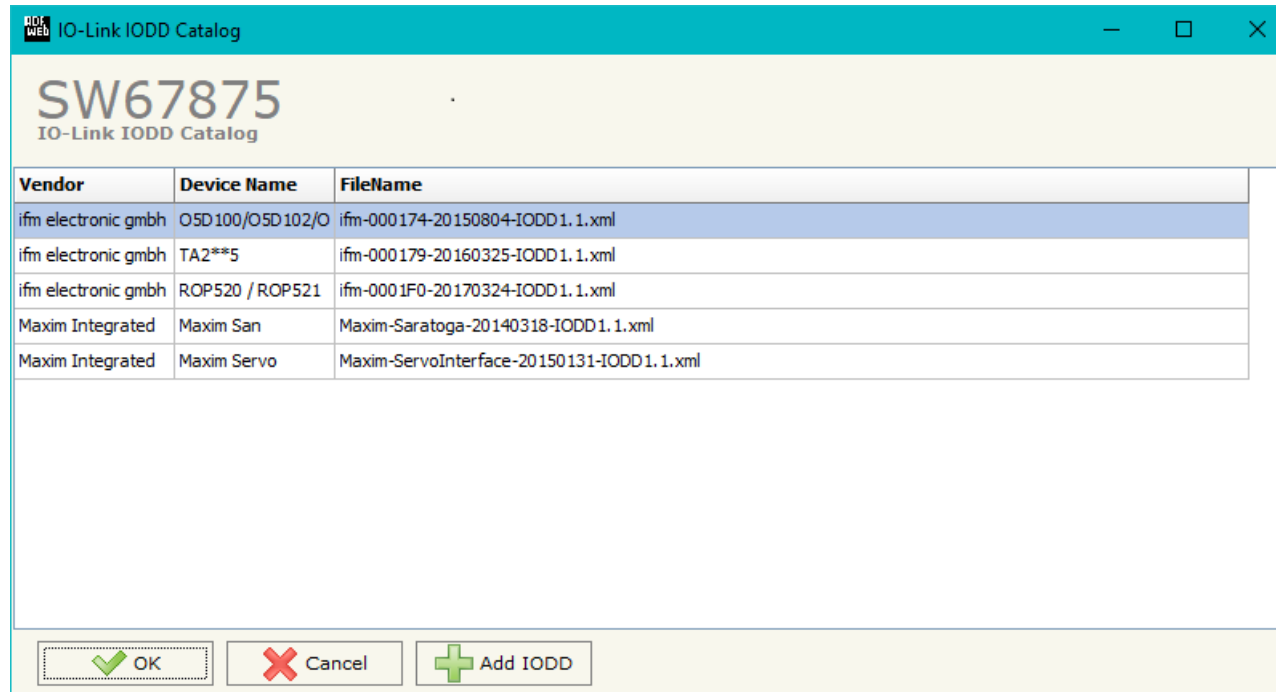 ADF WEB IO-Link IODD Catalog
SW67875
IO-Link IODD Catalog
Vendor Device Name FileName
ifm electronic gmbh O5D100/O5D102/O ifm-000174-20150804-IODD1.1.xml
ifm electronic gmbh TA2**5 ifm-000179-20160325-IODD1.1.xml
ifm electronic gmbh ROP520 / ROP521 ifm-0001F0-20170324-IODD1.1.xml
Maxim Integrated Maxim San Maxim-Saratoga-20140318-IODD1.1.xml
Maxim Integrated Maxim Servo Maxim-ServoInterface-20150131-IODD1.1.xml
OK Cancel Add IODD